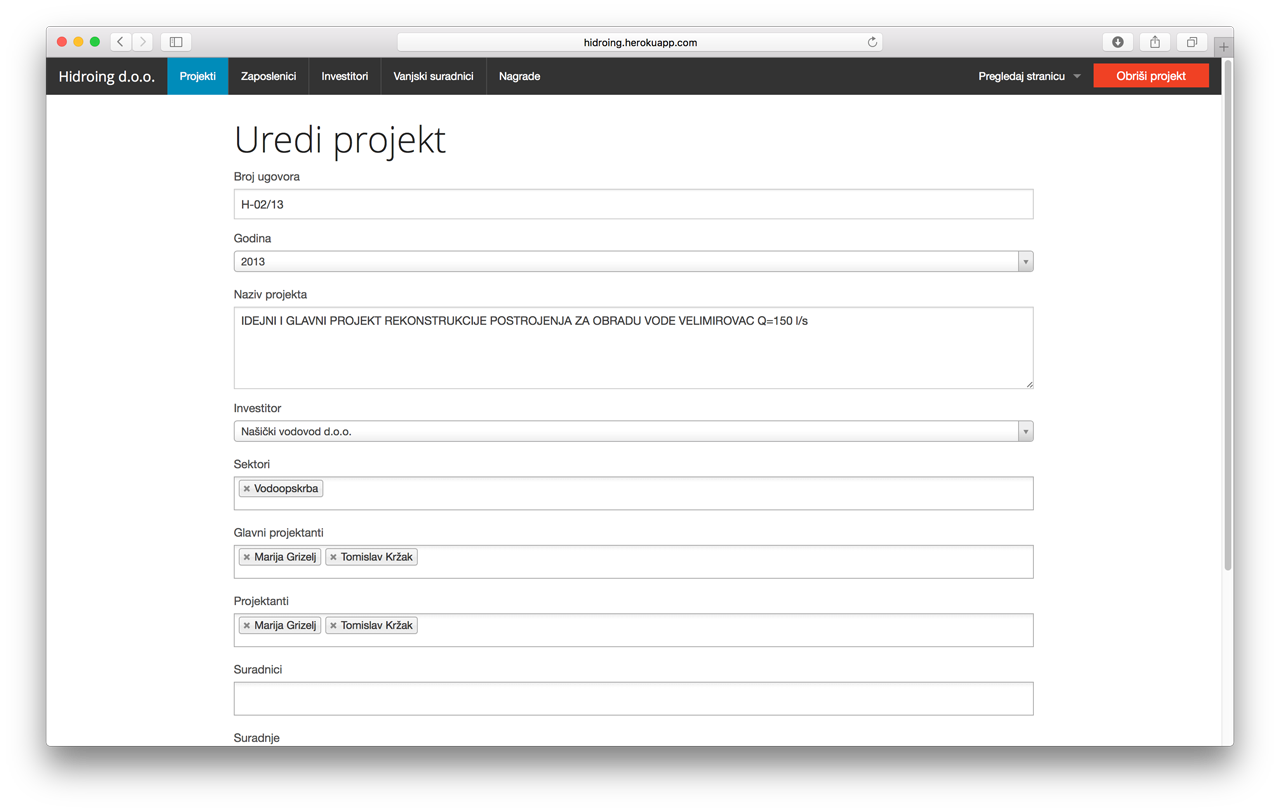 hidroing.herokuapp.com
Hidroing d.o.o. Projekti Zaposlenici Investitori Vanjski suradnici Nagrade Pregledaj stranicu Obriši projekt
Uredi projekt
Broj ugovora
H-02/13
Godina
2013
Naziv projekta
IDEJNI I GLAVNI PROJEKT REKONSTRUKCIJE POSTROJENJA ZA OBRADU VODE VELIMIROVAC Q=150 l/s
Investitor
Našički vodovod d.o.o.
Sektori
Vodoopskrba
Glavni projektanti
Marija Grizelj Tomislav Kržak
Projektanti
Marija Grizelj Tomislav Kržak
Suradnici
Suradnje